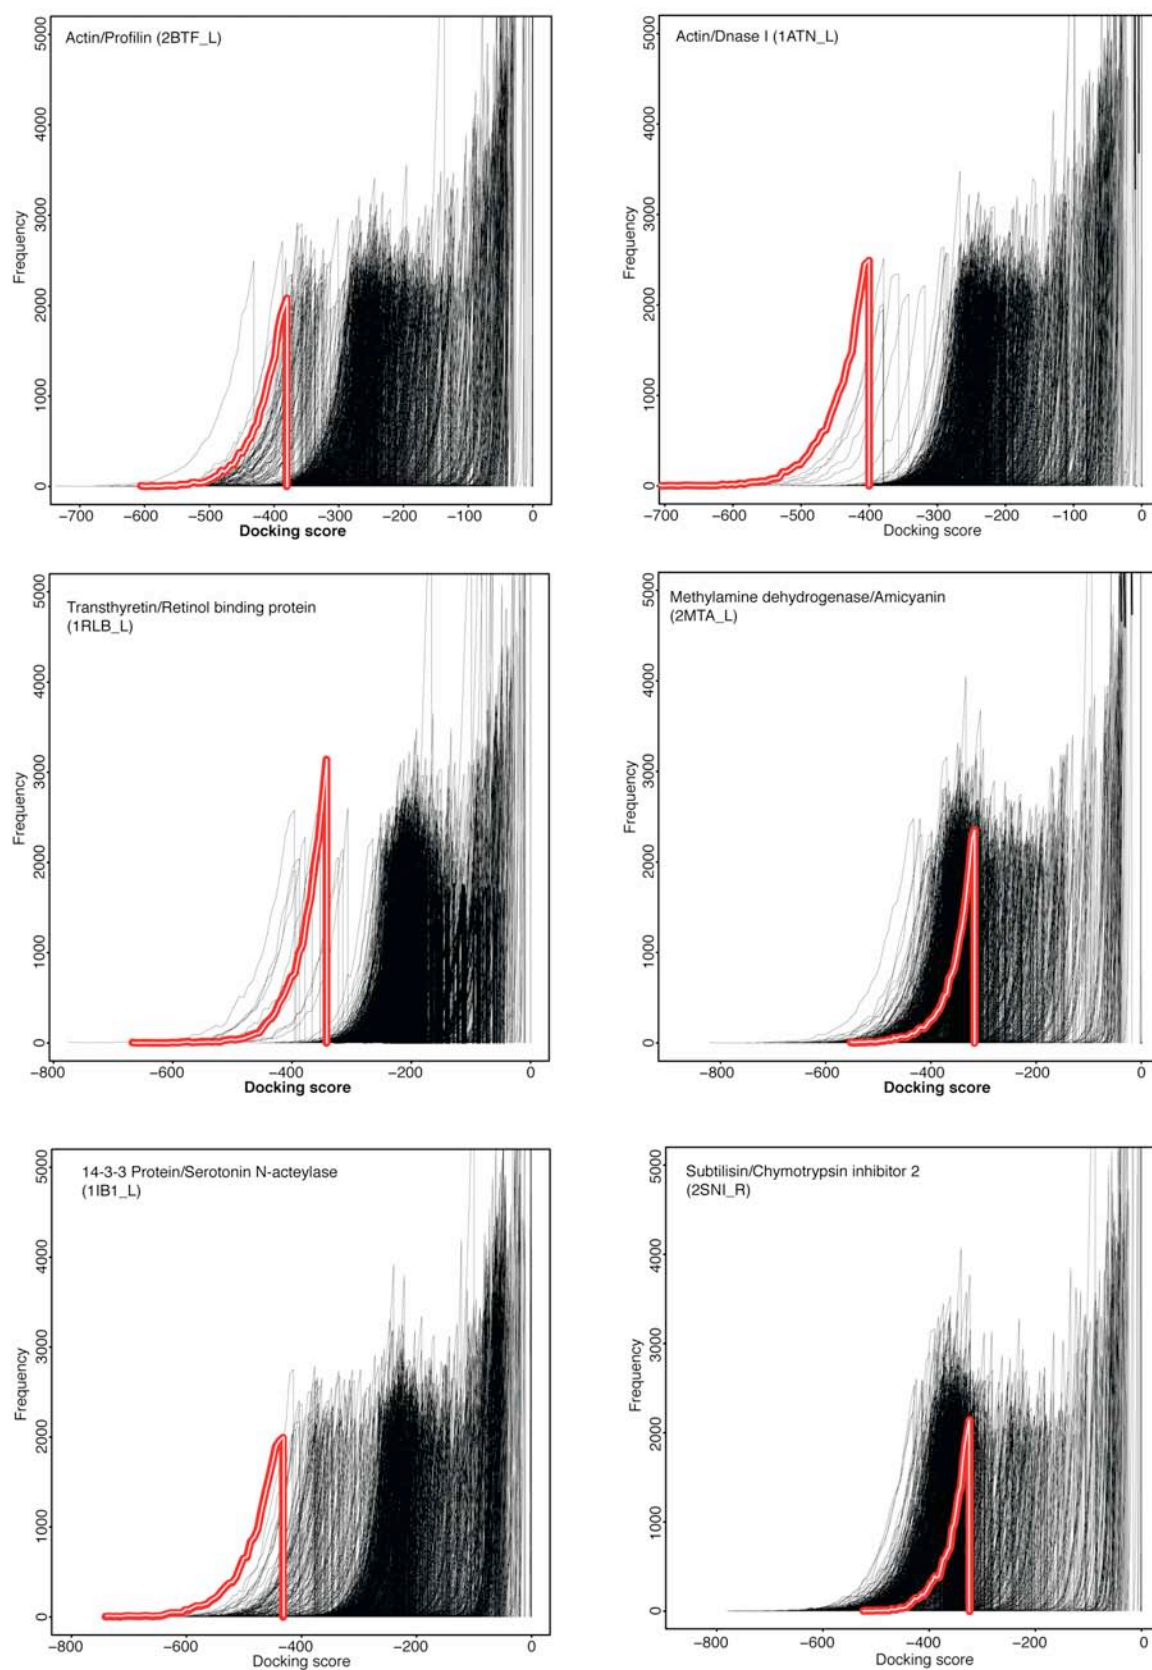 Actin/Profilin (2BTF_L)
Frequency
0 1000 2000 3000 4000 5000
−700 −600 −500 −400 −300 −200 −100 0
Docking score
Actin/Dnase I (1ATN_L)
Frequency
0 1000 2000 3000 4000 5000
−700 −600 −500 −400 −300 −200 −100 0
Docking score
Transthyretin/Retinol binding protein
(1RLB_L)
Frequency
0 1000 2000 3000 4000 5000
−800 −600 −400 −200 0
Docking score
Methylamine dehydrogenase/Amicyanin
(2MTA_L)
Frequency
0 1000 2000 3000 4000 5000
−800 −600 −400 −200 0
Docking score
14-3-3 Protein/Serotonin N-acteylase
(1IB1_L)
Frequency
0 1000 2000 3000 4000 5000
−800 −600 −400 −200 0
Docking score
Subtilisin/Chymotrypsin inhibitor 2
(2SNI_R)
Frequency
0 1000 2000 3000 4000 5000
−800 −600 −400 −200 0
Docking score